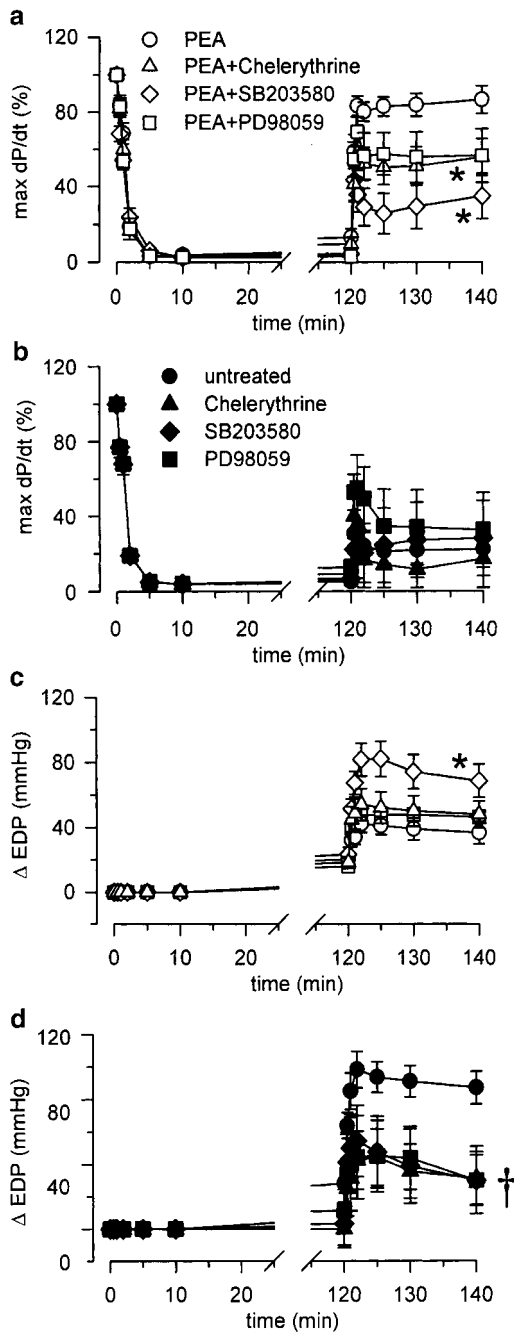 a
120
80
40
0
max dP/dt (%)
PEA
PEA+Chelerythrine
PEA+SB203580
PEA+PD98059
*
*
0 10 20 120 130 140
time (min)
b
120
80
40
0
max dP/dt (%)
untreated
Chelerythrine
SB203580
PD98059
0 10 20 120 130 140
time (min)
c
120
80
40
0
Δ EDP (mmHg)
*
0 10 20 120 130 140
time (min)
d
120
80
40
0
Δ EDP (mmHg)
†
0 10 20 120 130 140
time (min)